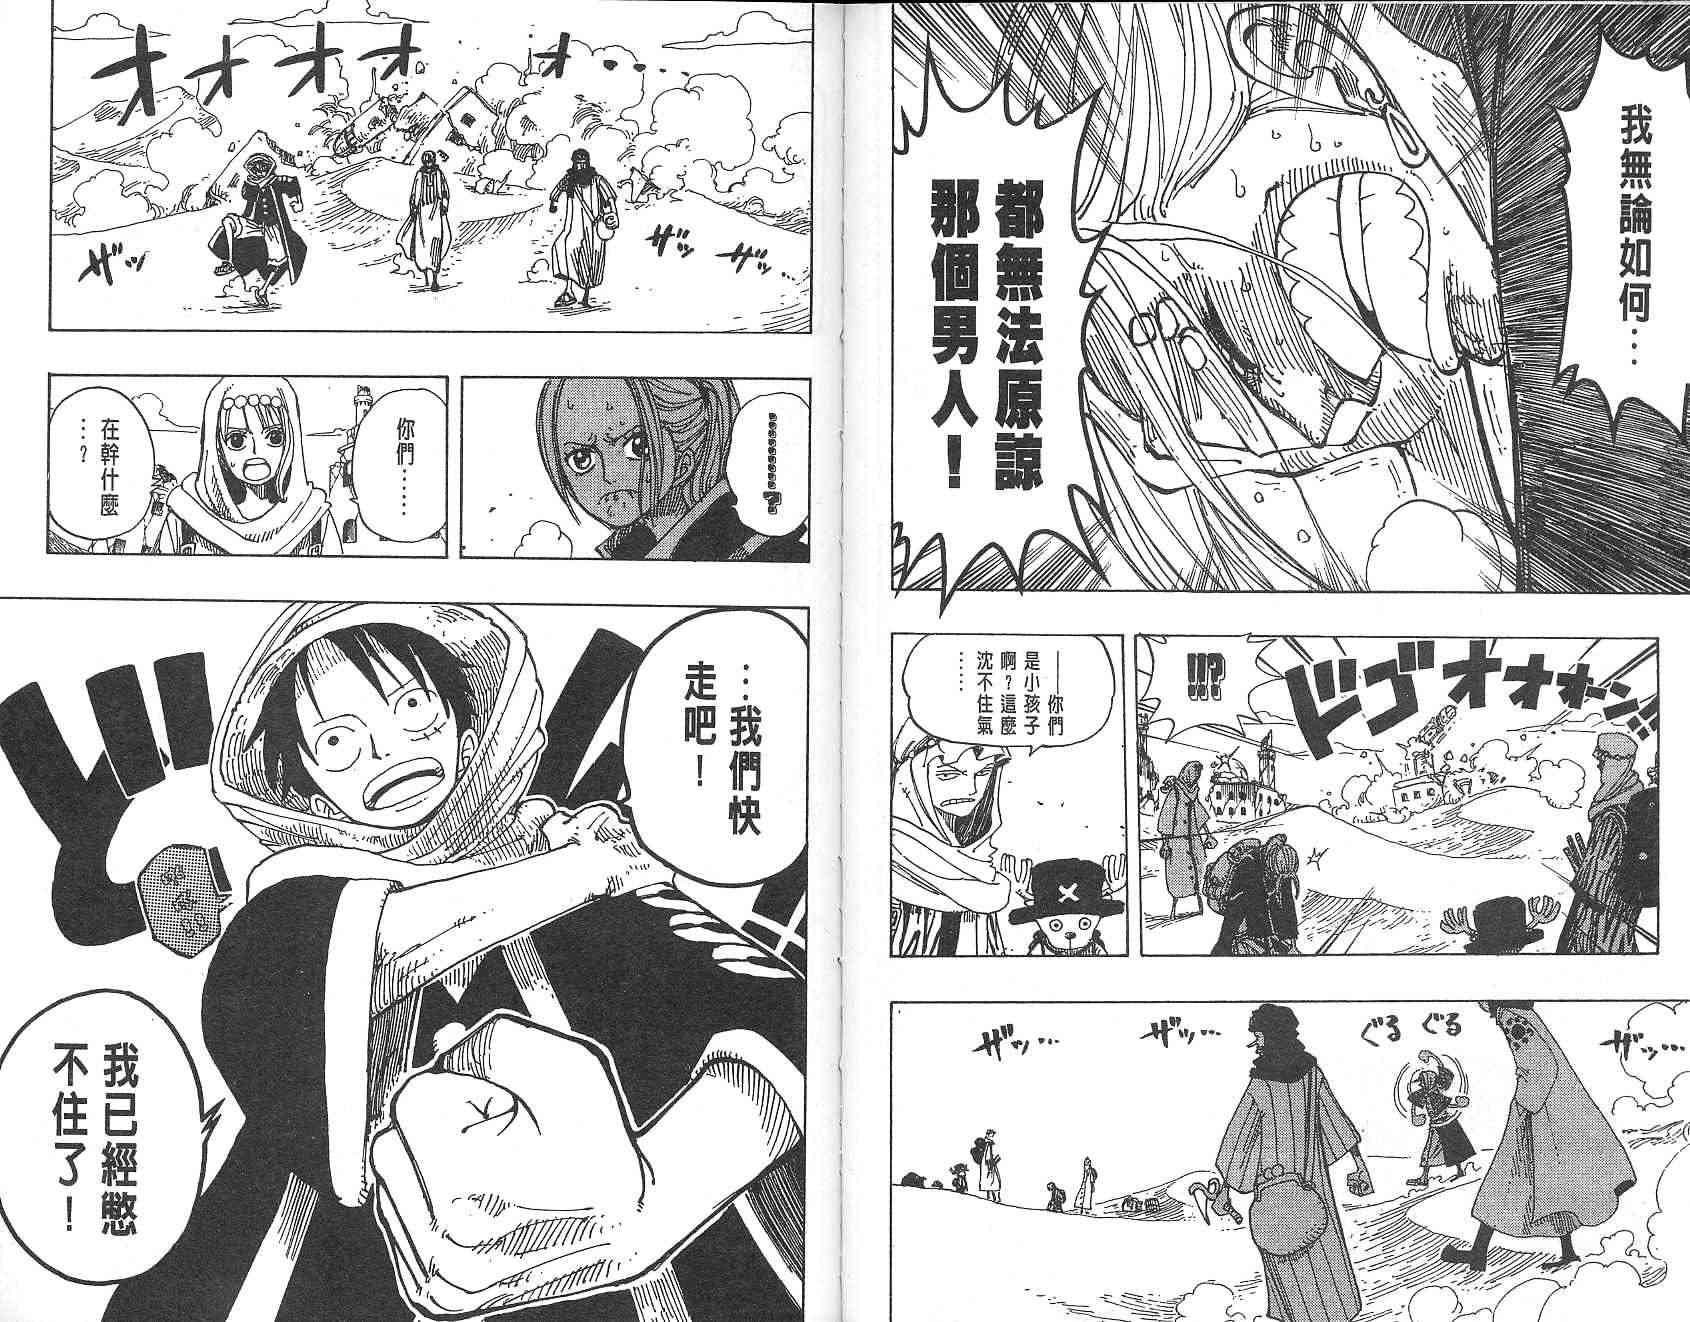 我無論如何…
都無法原諒
那個男人！
ドゴオオオーン!!
!!?
──你們
是小孩子
啊？這麼
沈不住氣
……
ザッ…
ぐる
ぐる
ザッ…
ザッ…
オオオオオ
ザッ…
ザッ…
ザッ
…………?
你們……
在幹什麼
…？
…我們快
走吧！
我已經憋
不住了！